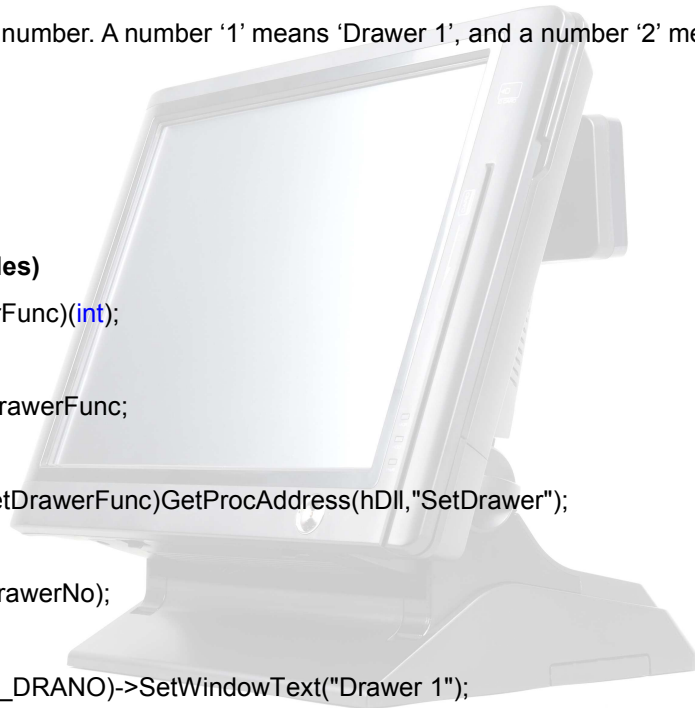 number. A number ‘1’ means ‘Drawer 1’, and a number ‘2’ me
les)
Func)(int);
rawerFunc;
etDrawerFunc)GetProcAddress(hDll,"SetDrawer");
rawerNo);
_DRANO)->SetWindowText("Drawer 1");